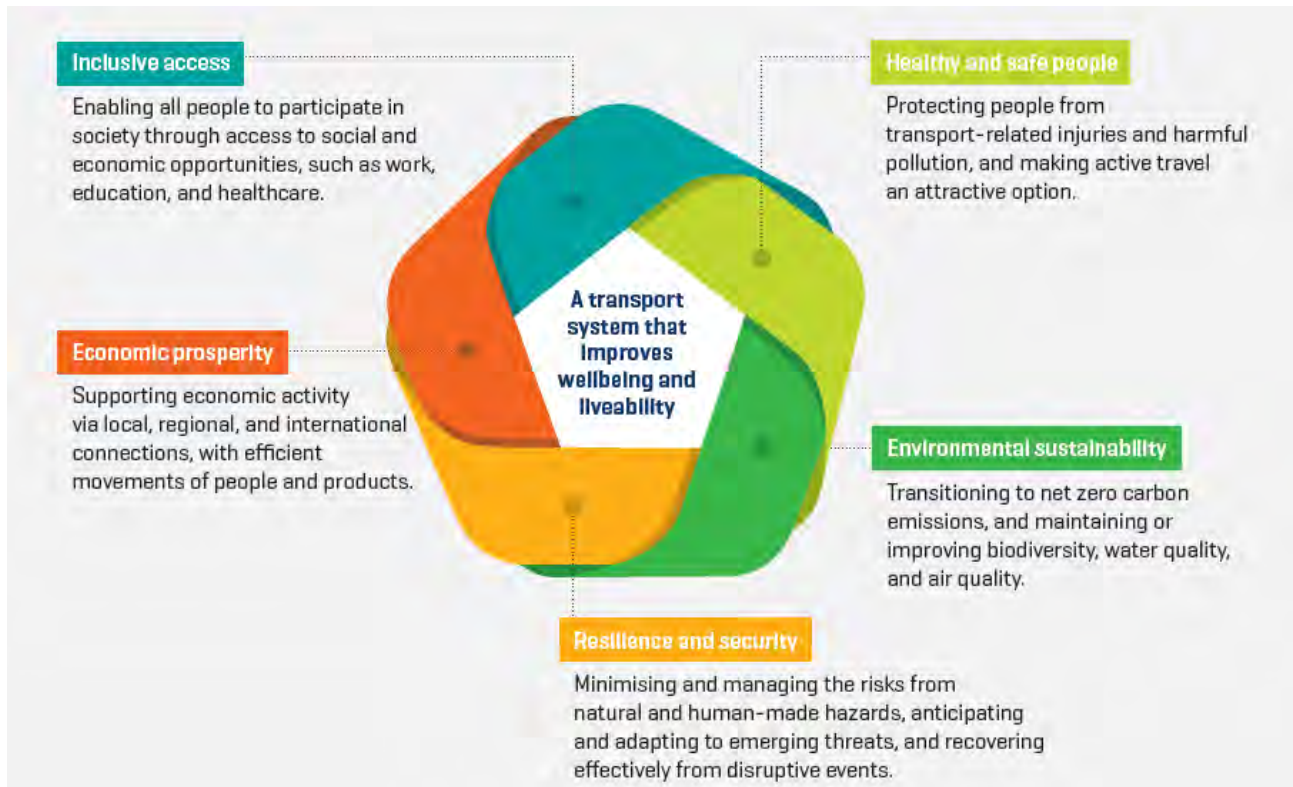 Inclusive access
Enabling all people to participate in
society through access to social and
economic opportunities, such as work,
education, and healthcare.
Healthy and safe people
Protecting people from
transport-related injuries and harmful
pollution, and making active travel
an attractive option.
A transport
system that
improves
wellbeing and
liveability
Economic prosperity
Supporting economic activity
via local, regional, and international
connections, with efficient
movements of people and products.
Environmental sustainability
Transitioning to net zero carbon
emissions, and maintaining or
improving biodiversity, water quality,
and air quality.
Resilience and security
Minimising and managing the risks from
natural and human-made hazards, anticipating
and adapting to emerging threats, and recovering
effectively from disruptive events.